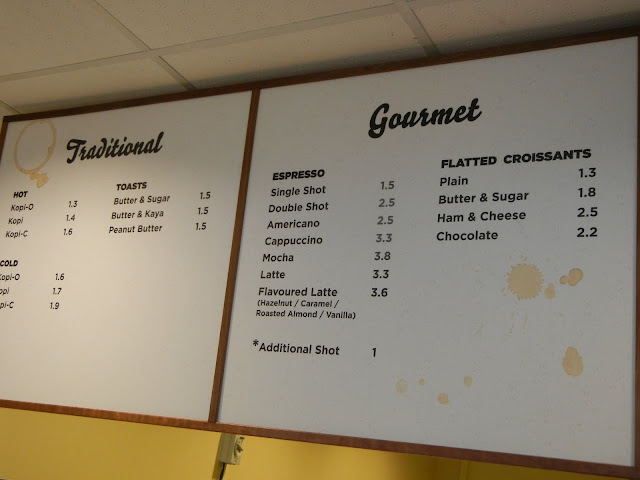 Traditional
HOT
Kopi-O 1.3
Kopi 1.4
Kopi-C 1.6
COLD
Kopi-O 1.6
Kopi 1.7
Kopi-C 1.9
TOASTS
Butter & Sugar 1.5
Butter & Kaya 1.5
Peanut Butter 1.5
Gourmet
ESPRESSO
Single Shot 1.5
Double Shot 2.5
Americano 2.5
Cappuccino 3.3
Mocha 3.8
Latte 3.3
Flavoured Latte 3.6
(Hazelnut / Caramel /
Roasted Almond / Vanilla)
*Additional Shot 1
FLATTED CROISSANTS
Plain 1.3
Butter & Sugar 1.8
Ham & Cheese 2.5
Chocolate 2.2